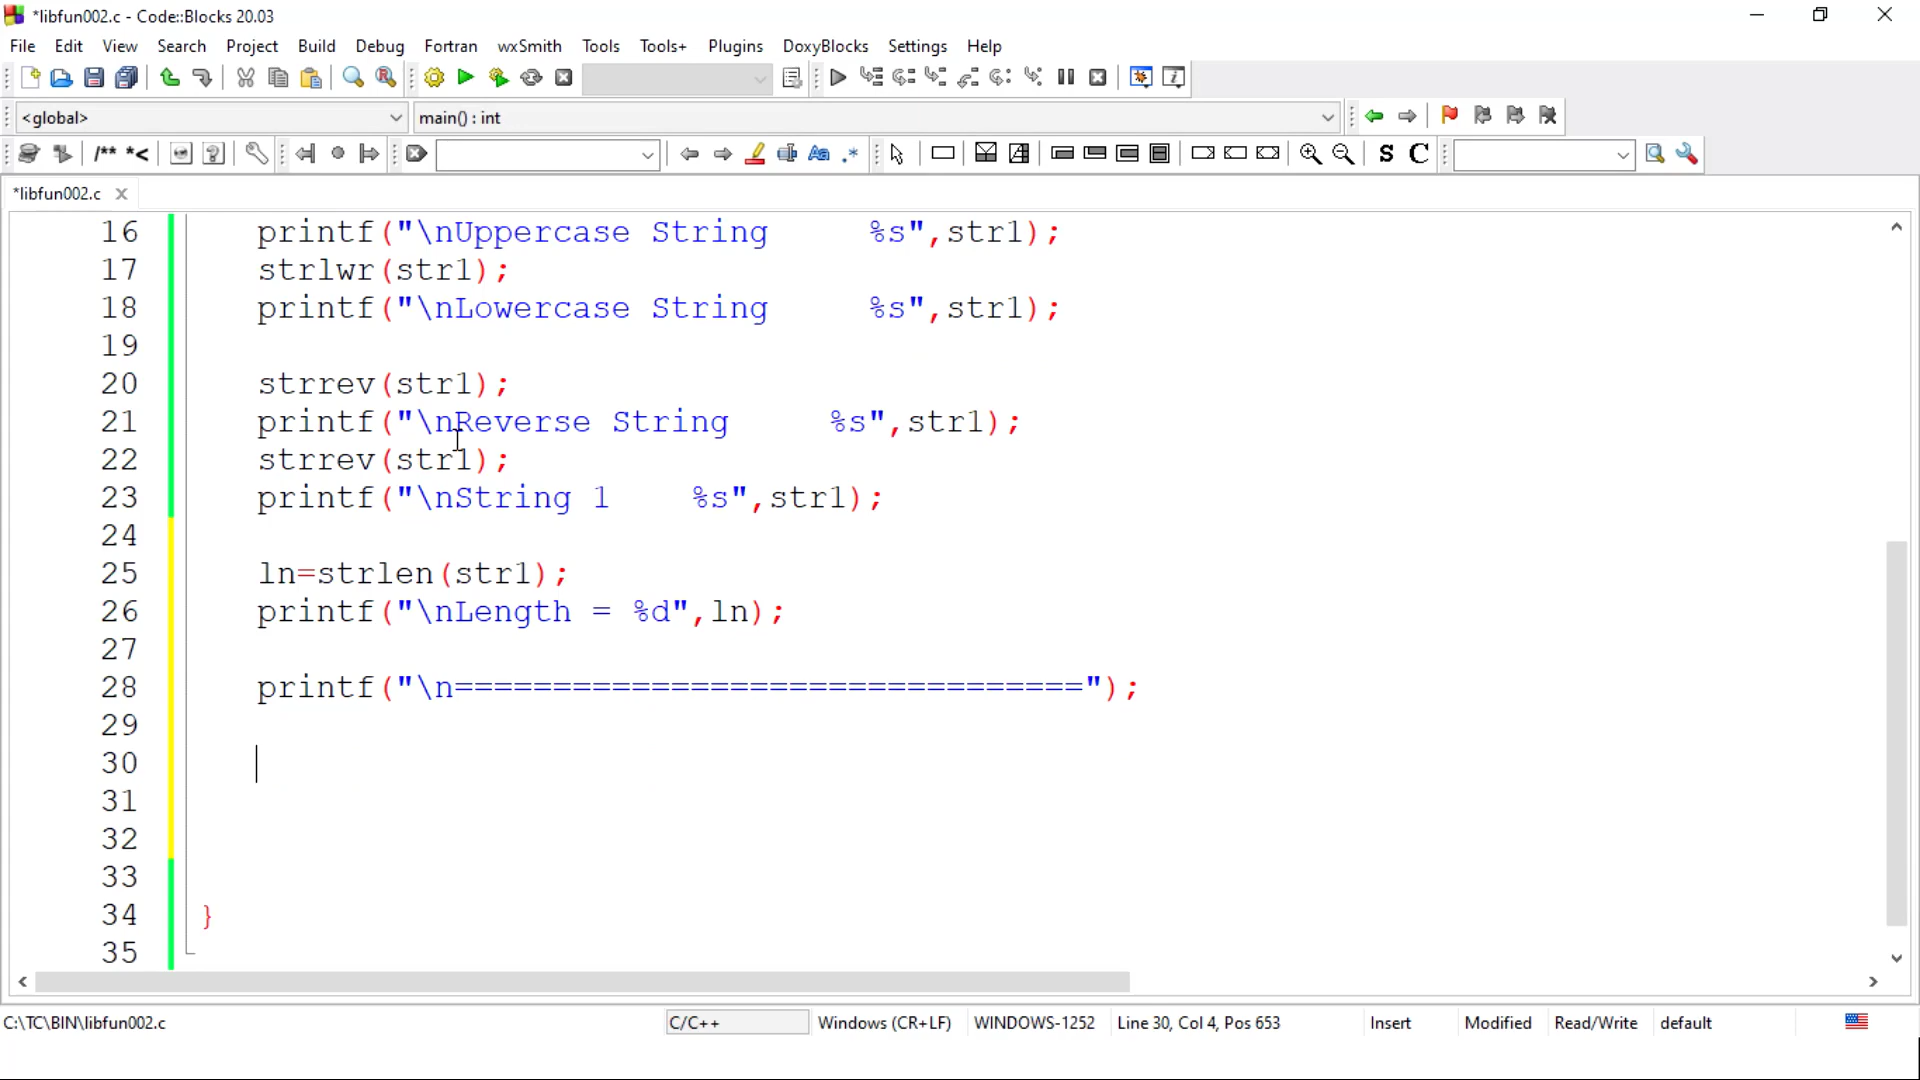 *libfun002.c - Code::Blocks 20.03
File Edit View Search Project Build Debug Fortran wxSmith Tools Tools+ Plugins DoxyBlocks Settings Help
<global> main() : int
/** *< Aa .* S C
*libfun002.c
16 printf("\nUppercase String     %s",str1);
17 strlwr(str1);
18 printf("\nLowercase String     %s",str1);
19
20 strrev(str1);
21 printf("\nReverse String     %s",str1);
22 strrev(str1);
23 printf("\nString 1    %s",str1);
24
25 ln=strlen(str1);
26 printf("\nLength = %d",ln);
27
28 printf("\n================================");
29
30
31
32
33
34 }
35
C:\TC\BIN\libfun002.c C/C++ Windows (CR+LF) WINDOWS-1252 Line 30, Col 4, Pos 653 Insert Modified Read/Write default